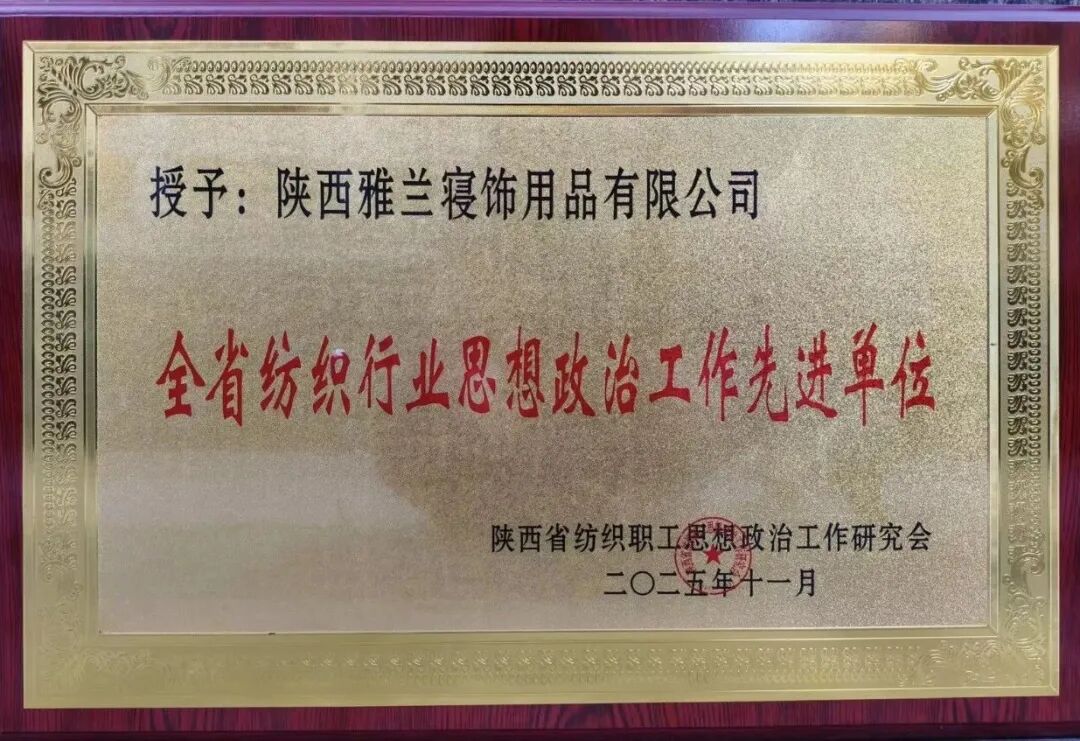 授予：陕西雅兰寝饰用品有限公司
全省纺织行业思想政治工作先进单位
陕西省纺织职工思想政治工作研究会
二〇二五年十一月